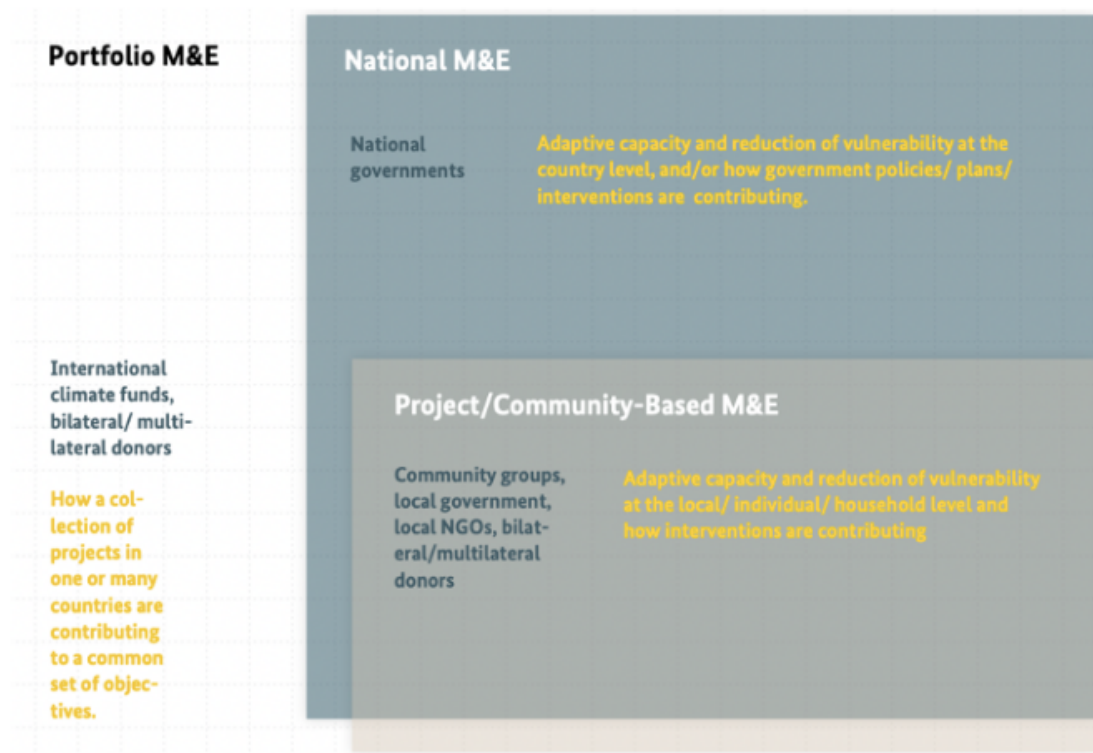 Portfolio M&E
National M&E
National
governments
Adaptive capacity and reduction of vulnerability at the
country level, and/or how government policies/ plans/
interventions are  contributing.
International
climate funds,
bilateral/ multi-
lateral donors
How a col-
lection of
projects in
one or many
countries are
contributing
to a common
set of objec-
tives.
Project/Community-Based M&E
Community groups,
local government,
local NGOs, bilat-
eral/multilateral
donors
Adaptive capacity and reduction of vulnerability
at the local/ individual/ household level and
how interventions are contributing